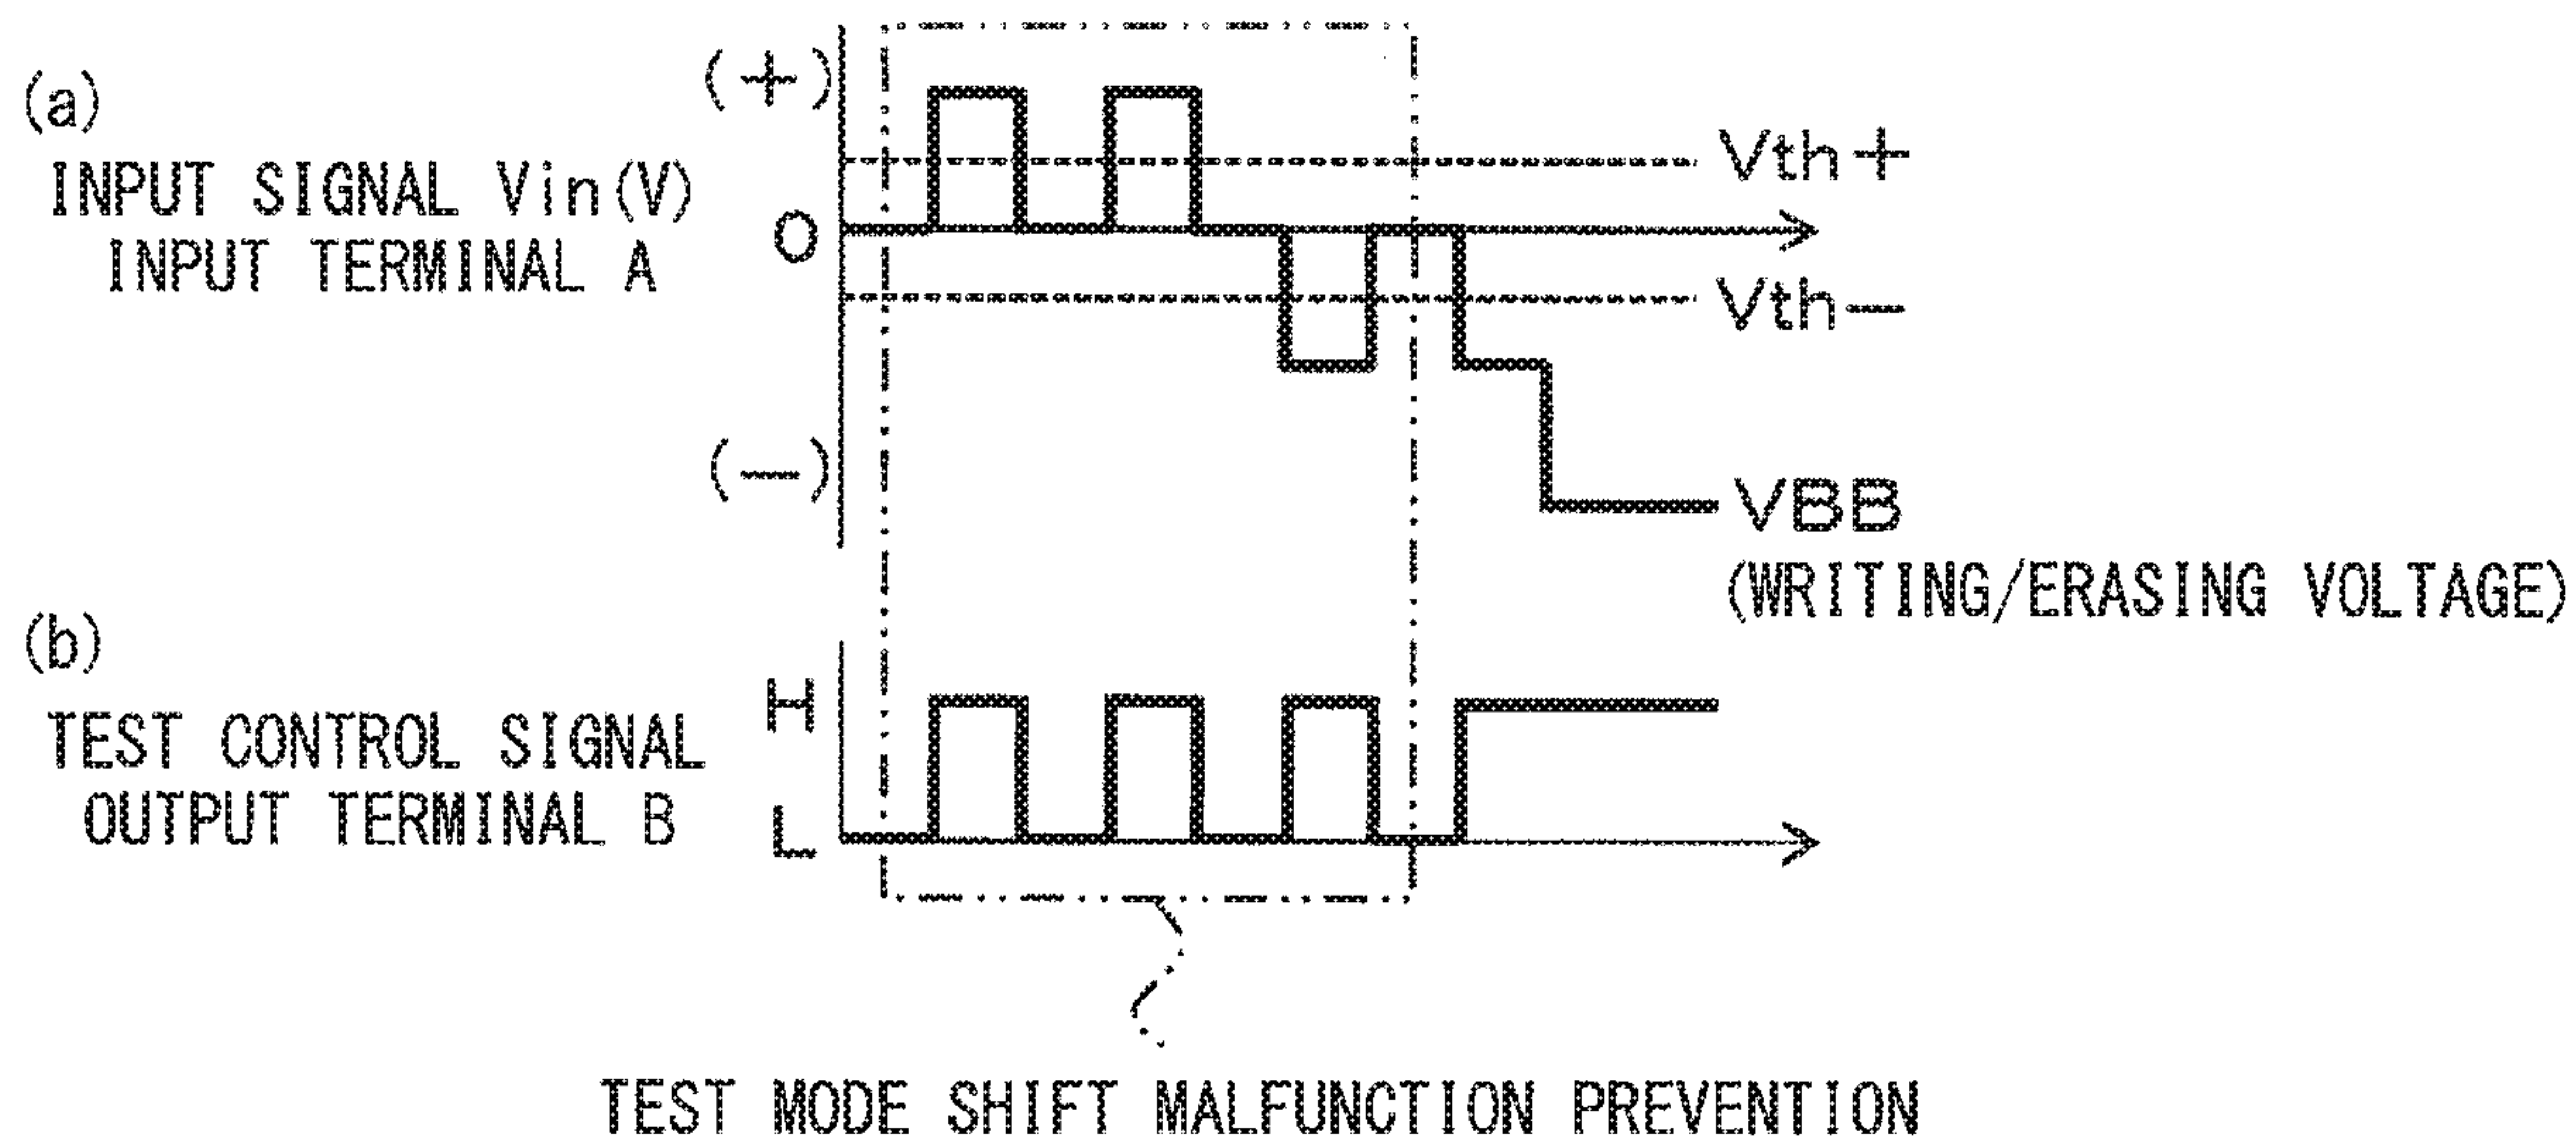 (a)
INPUT SIGNAL Vin(V)
INPUT TERMINAL A
(+)
0
(−)
Vth+
Vth−
VBB
(WRITING/ERASING VOLTAGE)
(b)
TEST CONTROL SIGNAL
OUTPUT TERMINAL B
H
L
TEST MODE SHIFT MALFUNCTION PREVENTION